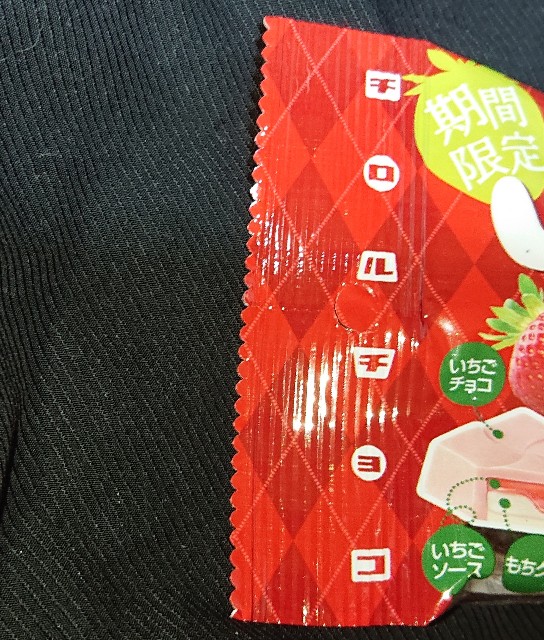 チロルチョコ
期間
限定
いちご
チョコ
いちご
ソース
もち